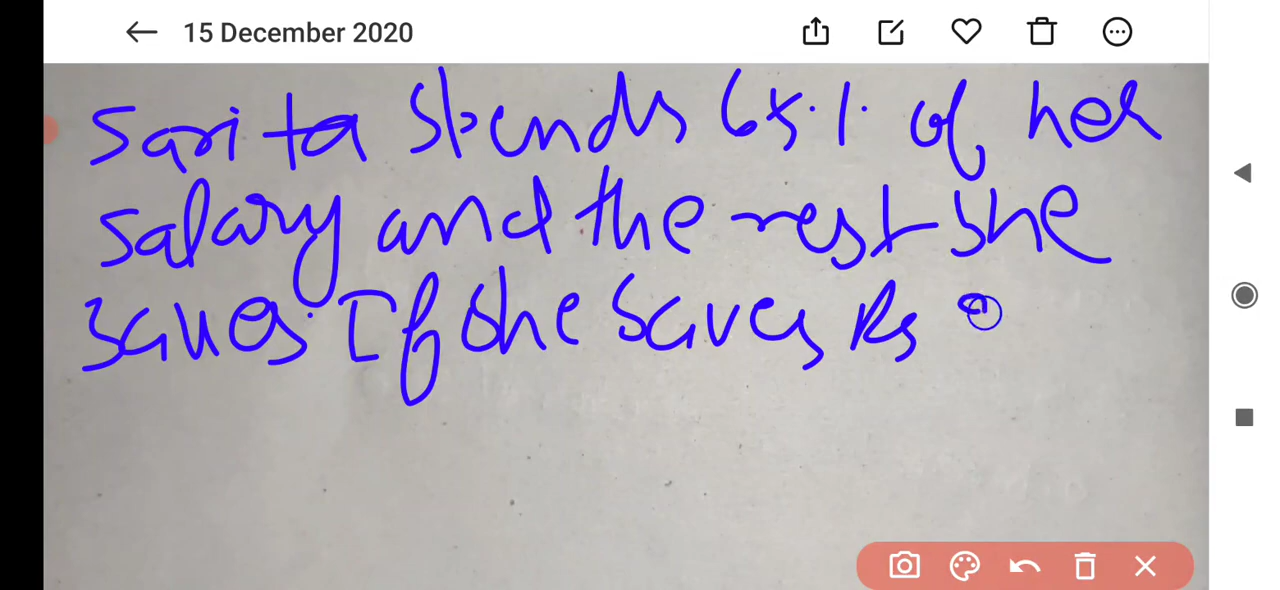 15 December 2020
Sarita spends 65% of her
salary and the rest she
saves. If she saves Rs